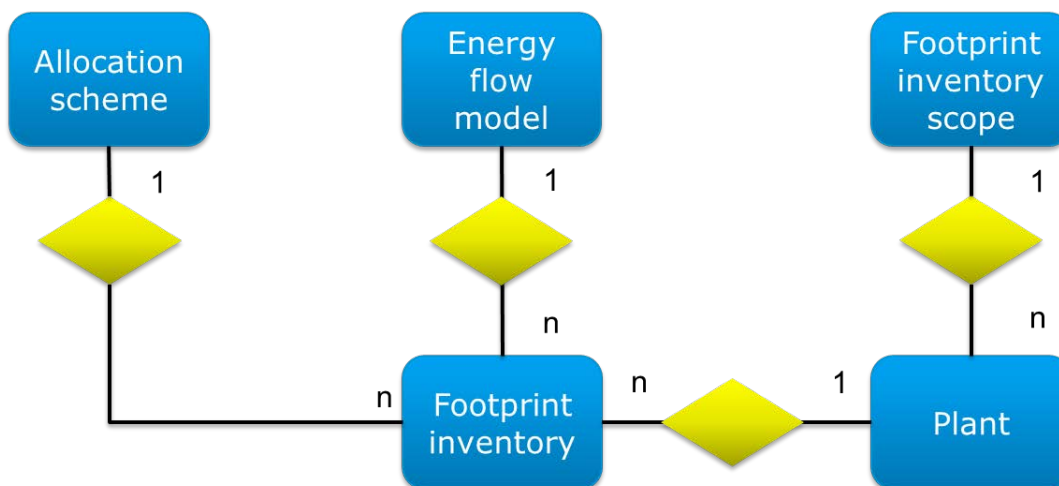 Allocation
scheme
Energy
flow
model
Footprint
inventory
scope
1
1
1
n
n
n
n
1
Footprint
inventory
Plant